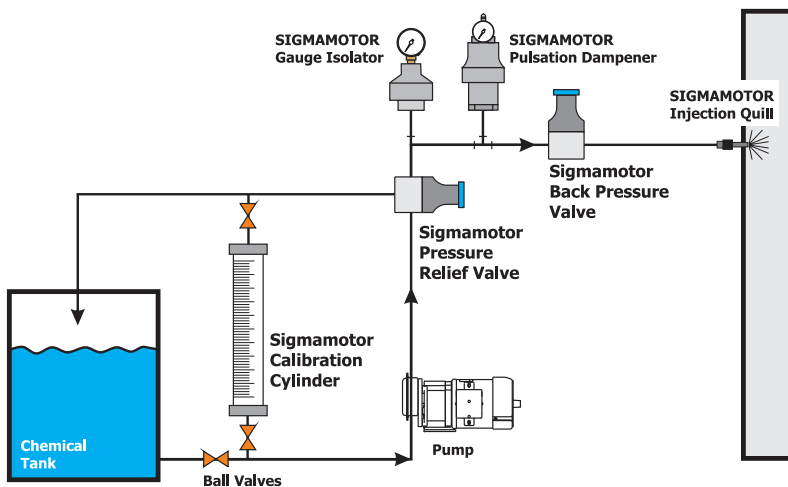 SIGMAMOTOR
Gauge Isolator
SIGMAMOTOR
Pulsation Dampener
SIGMAMOTOR
Injection Quill
Sigmamotor
Back Pressure
Valve
Sigmamotor
Pressure
Relief Valve
Sigmamotor
Calibration
Cylinder
Chemical
Tank
Pump
Ball Valves